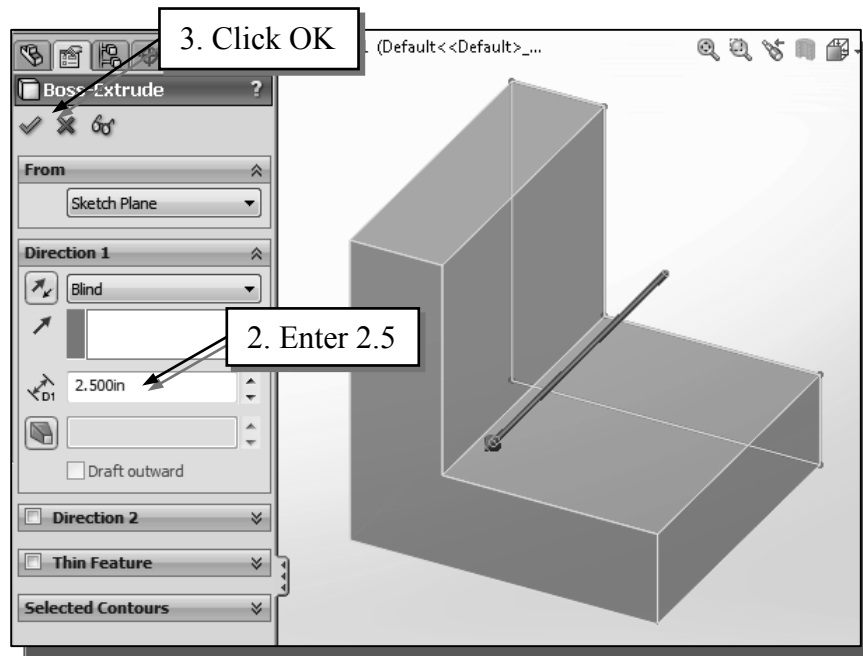 3. Click OK
(Default<<Default>_...
Boss-Extrude ?
From
Sketch Plane
Direction 1
Blind
2. Enter 2.5
D1 2.500in
Draft outward
Direction 2
Thin Feature
Selected Contours